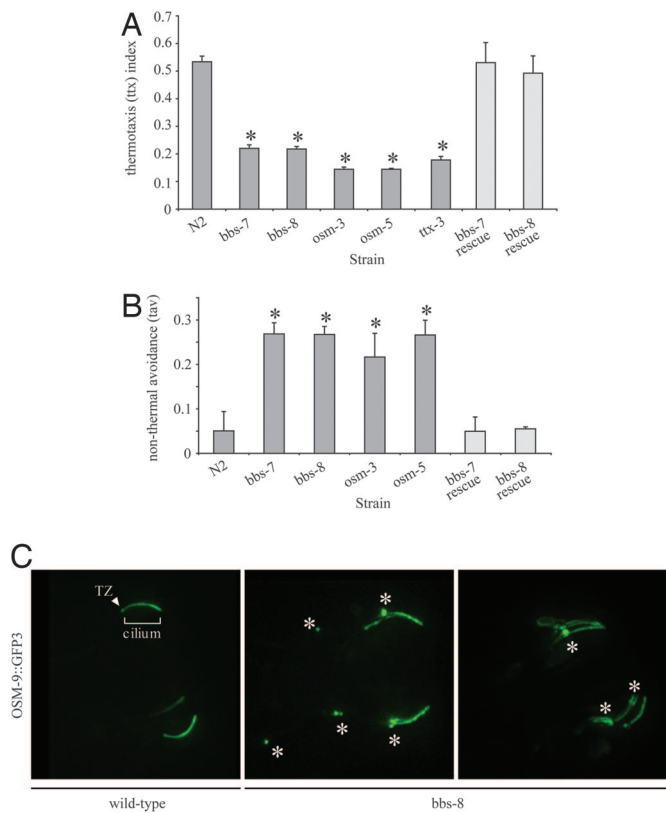 A
thermotaxis (ttx) index
0.7
0.6
0.5
0.4
0.3
0.2
0.1
0
* * * * *
N2 bbs-7 bbs-8 osm-3 osm-5 ttx-3 bbs-7 rescue bbs-8 rescue
Strain
B
non-thermal avoidance (tav)
0.3
0.2
0.1
0.05
0
* * * *
N2 bbs-7 bbs-8 osm-3 osm-5 bbs-7 rescue bbs-8 rescue
Strain
C
OSM-9::GFP3
TZ
cilium
* * * * *
* * *
wild-type bbs-8